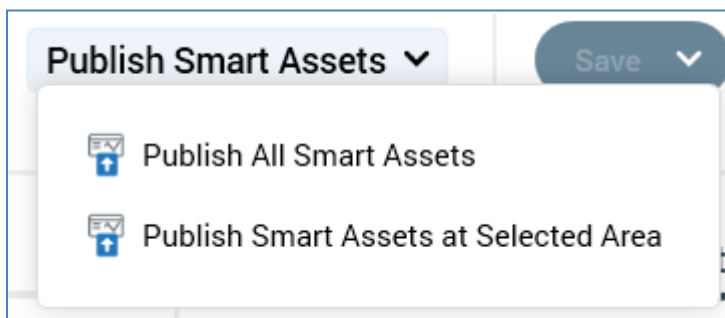 Publish Smart Assets
Save
Publish All Smart Assets
Publish Smart Assets at Selected Area